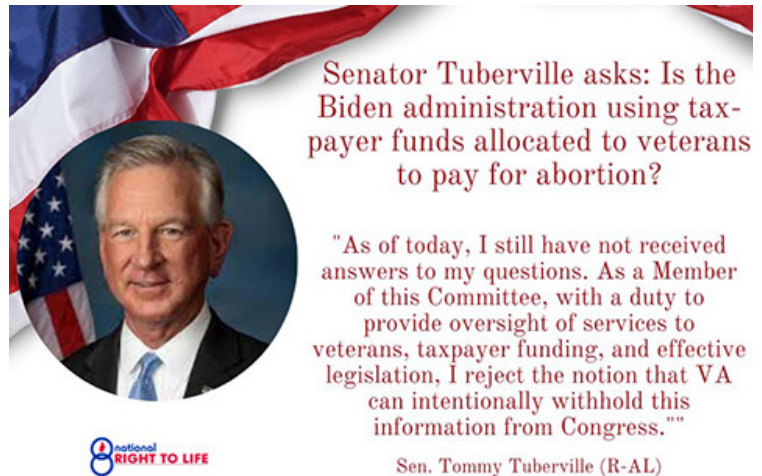 Senator Tuberville asks: Is the
Biden administration using tax-
payer funds allocated to veterans
to pay for abortion?
"As of today, I still have not received
answers to my questions. As a Member
of this Committee, with a duty to
provide oversight of services to
veterans, taxpayer funding, and effective
legislation, I reject the notion that VA
can intentionally withhold this
information from Congress.""
Sen. Tommy Tuberville (R-AL)
national
RIGHT TO LIFE